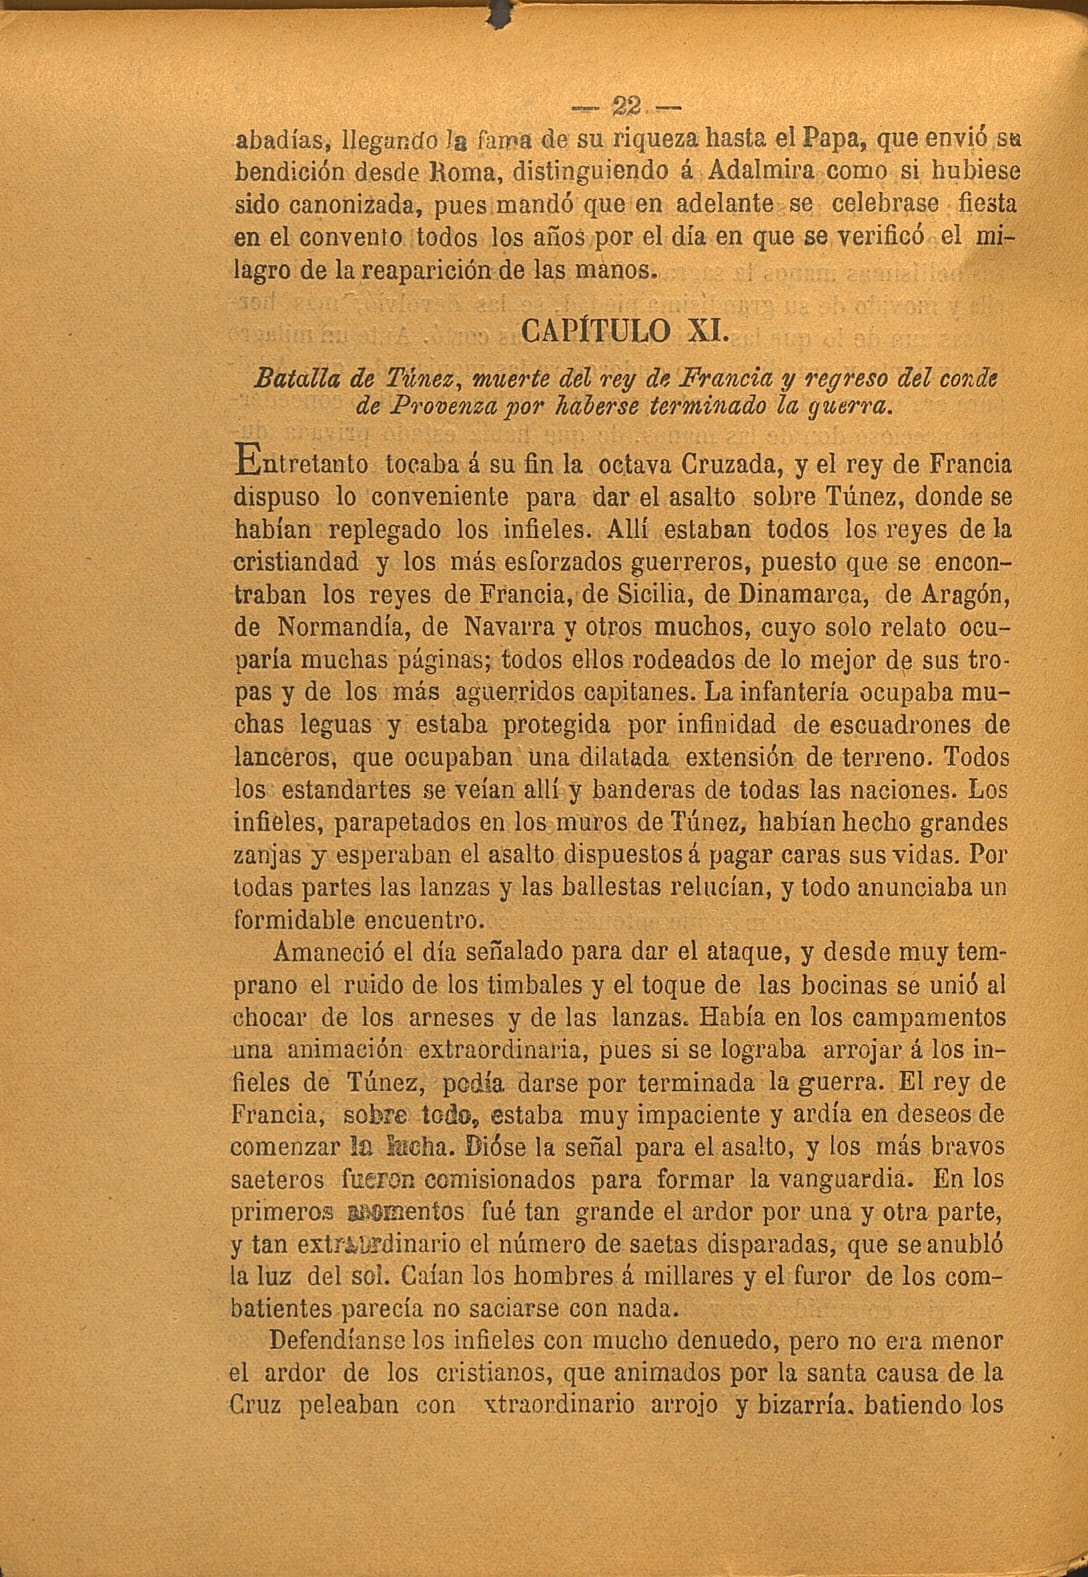 — 22 —
abadías, llegando la fama de su riqueza hasta el Papa, que envió su
bendición desde Roma, distinguiendo á Adalmira como si hubiese
sido canonizada, pues mandó que en adelante se celebrase fiesta
en el convento todos los años por el día en que se verificó el mi-
lagro de la reaparición de las manos.
CAPÍTULO XI.
Batalla de Túnez, muerte del rey de Francia y regreso del conde
de Provenza por haberse terminado la guerra.
Entretanto tocaba á su fin la octava Cruzada, y el rey de Francia
dispuso lo conveniente para dar el asalto sobre Túnez, donde se
habían replegado los infieles. Allí estaban todos los reyes de la
cristiandad y los más esforzados guerreros, puesto que se encon-
traban los reyes de Francia, de Sicilia, de Dinamarca, de Aragón,
de Normandía, de Navarra y otros muchos, cuyo solo relato ocu-
paría muchas páginas; todos ellos rodeados de lo mejor de sus tro-
pas y de los más aguerridos capitanes. La infantería ocupaba mu-
chas leguas y estaba protegida por infinidad de escuadrones de
lanceros, que ocupaban una dilatada extensión de terreno. Todos
los estandartes se veían allí y banderas de todas las naciones. Los
infieles, parapetados en los muros de Túnez, habían hecho grandes
zanjas y esperaban el asalto dispuestos á pagar caras sus vidas. Por
todas partes las lanzas y las ballestas relucían, y todo anunciaba un
formidable encuentro.
Amaneció el día señalado para dar el ataque, y desde muy tem-
prano el ruido de los timbales y el toque de las bocinas se unió al
chocar de los arneses y de las lanzas. Había en los campamentos
una animación extraordinaria, pues si se lograba arrojar á los in-
fieles de Túnez, podía darse por terminada la guerra. El rey de
Francia, sobre todo, estaba muy impaciente y ardía en deseos de
comenzar la lucha. Dióse la señal para el asalto, y los más bravos
saeteros fueron comisionados para formar la vanguardia. En los
primeros momentos fué tan grande el ardor por una y otra parte,
y tan extraordinario el número de saetas disparadas, que se anubló
la luz del sol. Caían los hombres á millares y el furor de los com-
batientes parecía no saciarse con nada.
Defendíanse los infieles con mucho denuedo, pero no era menor
el ardor de los cristianos, que animados por la santa causa de la
Cruz peleaban con xtraordinario arrojo y bizarría. batiendo los